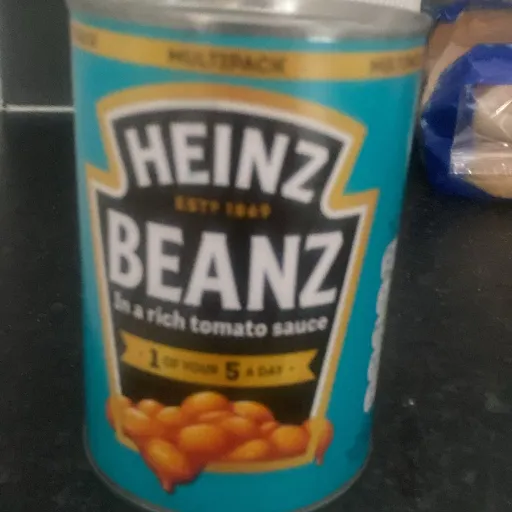 MULTIPACK
HEINZ
ESTD 1869
BEANZ
In a rich tomato sauce
1 OF YOUR 5 A DAY